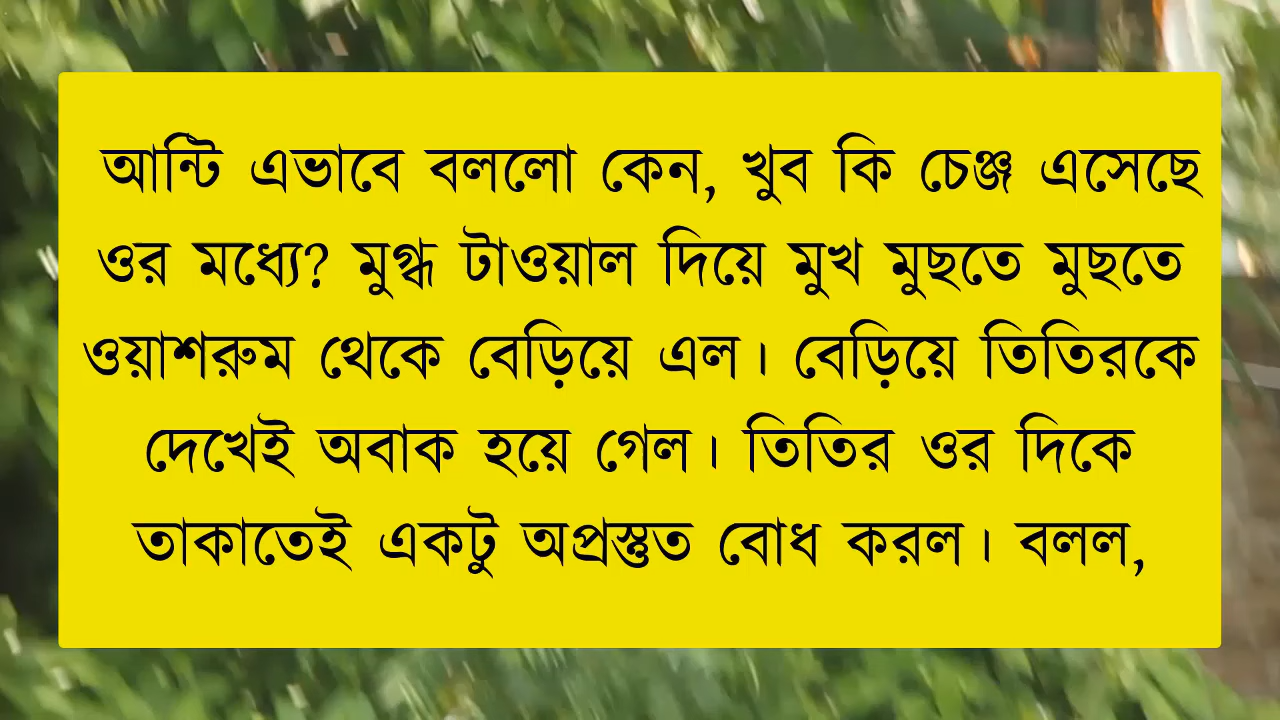 আন্টি এভাবে বললো কেন, খুব কি চেঞ্জ এসেছে
ওর মধ্যে? মুগ্ধ টাওয়াল দিয়ে মুখ মুছতে মুছতে
ওয়াশরুম থেকে বেড়িয়ে এল। বেড়িয়ে তিতিরকে
দেখেই অবাক হয়ে গেল। তিতির ওর দিকে
তাকাতেই একটু অপ্রস্তুত বোধ করল। বলল,